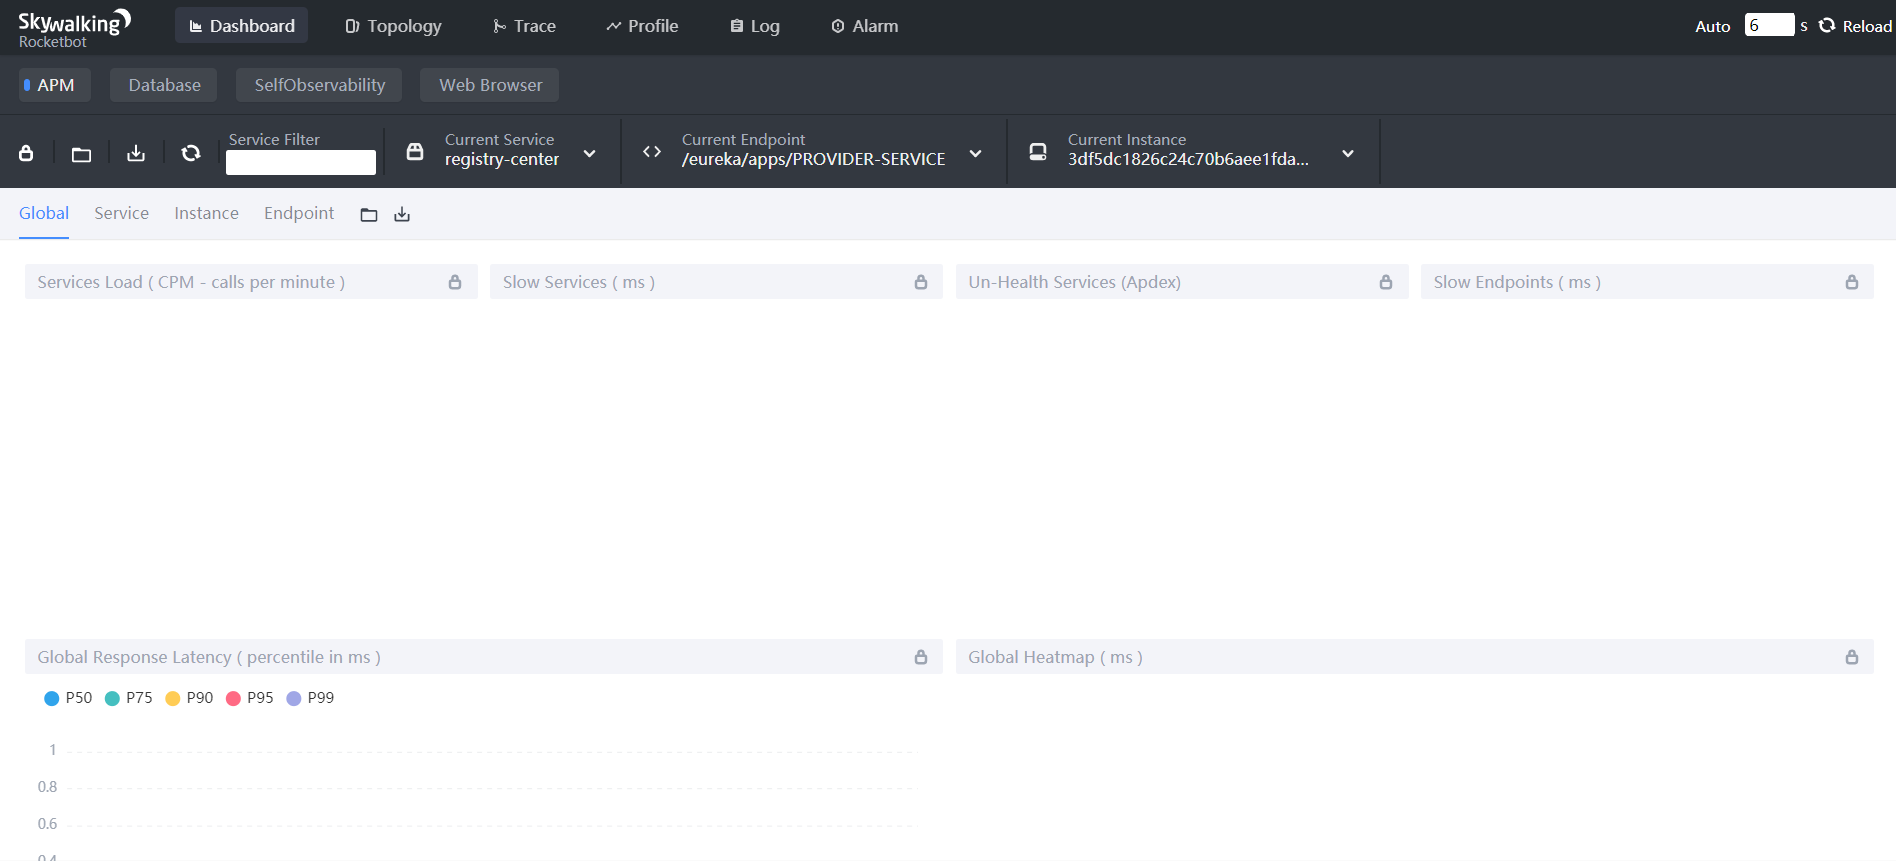 Skywalking
Rocketbot
Dashboard
Topology
Trace
Profile
Log
Alarm
Auto 6 s Reload
APM
Database
SelfObservability
Web Browser
Service Filter
Current Service
registry-center
Current Endpoint
/eureka/apps/PROVIDER-SERVICE
Current Instance
3df5dc1826c24c70b6aee1fda...
Global
Service
Instance
Endpoint
Services Load ( CPM - calls per minute )
Slow Services ( ms )
Un-Health Services (Apdex)
Slow Endpoints ( ms )
Global Response Latency ( percentile in ms )
Global Heatmap ( ms )
P50
P75
P90
P95
P99
1
0.8
0.6
0.4